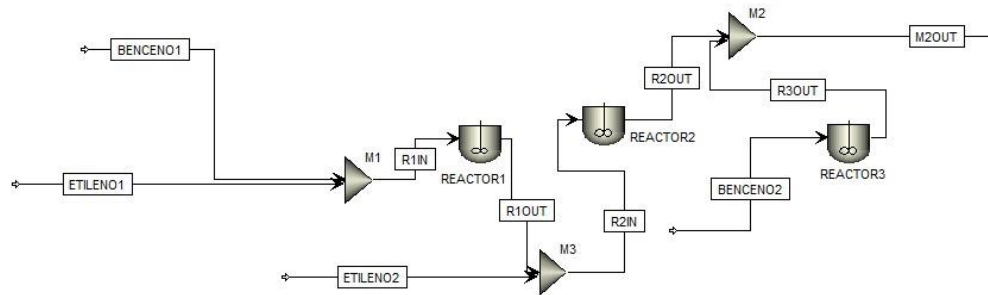 M2
BENCENO1
M2OUT
R2OUT
R3OUT
REACTOR2
M1
R1IN
REACTOR1
REACTOR3
ETILENO1
BENCENO2
R1OUT
R2IN
M3
ETILENO2